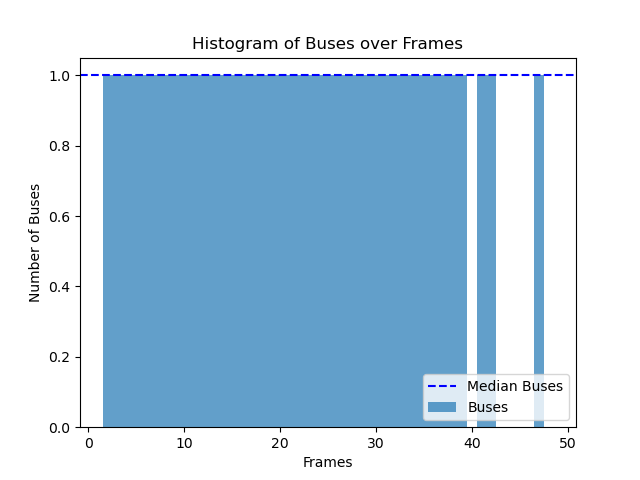 Histogram of Buses over Frames
Number of Buses
1.0
0.8
0.6
0.4
0.2
0.0
Median Buses
Buses
0 10 20 30 40 50
Frames